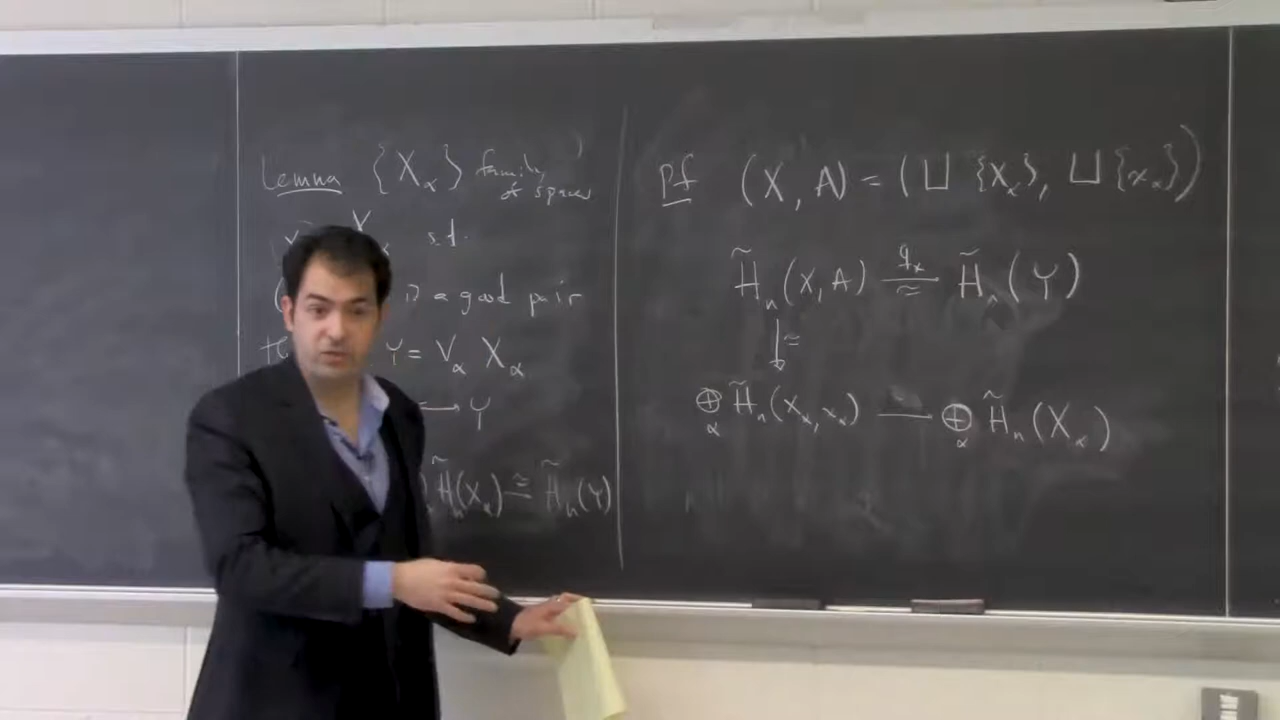 Lemma {X_α} family of spaces
s.t.
is a good pair
Y = ∨_α X_α
⟶ Y
H̃_n(X_α) ≅ H̃_n(Y)
Pf (X, A) = (⊔ {X_α}, ⊔ {x_α})
H̃_n(X, A) q_* ≅ H̃_n(Y)
↓ ≅
⊕_α H̃_n(X_α, x_α) — ⊕_α H̃_n(X_α)